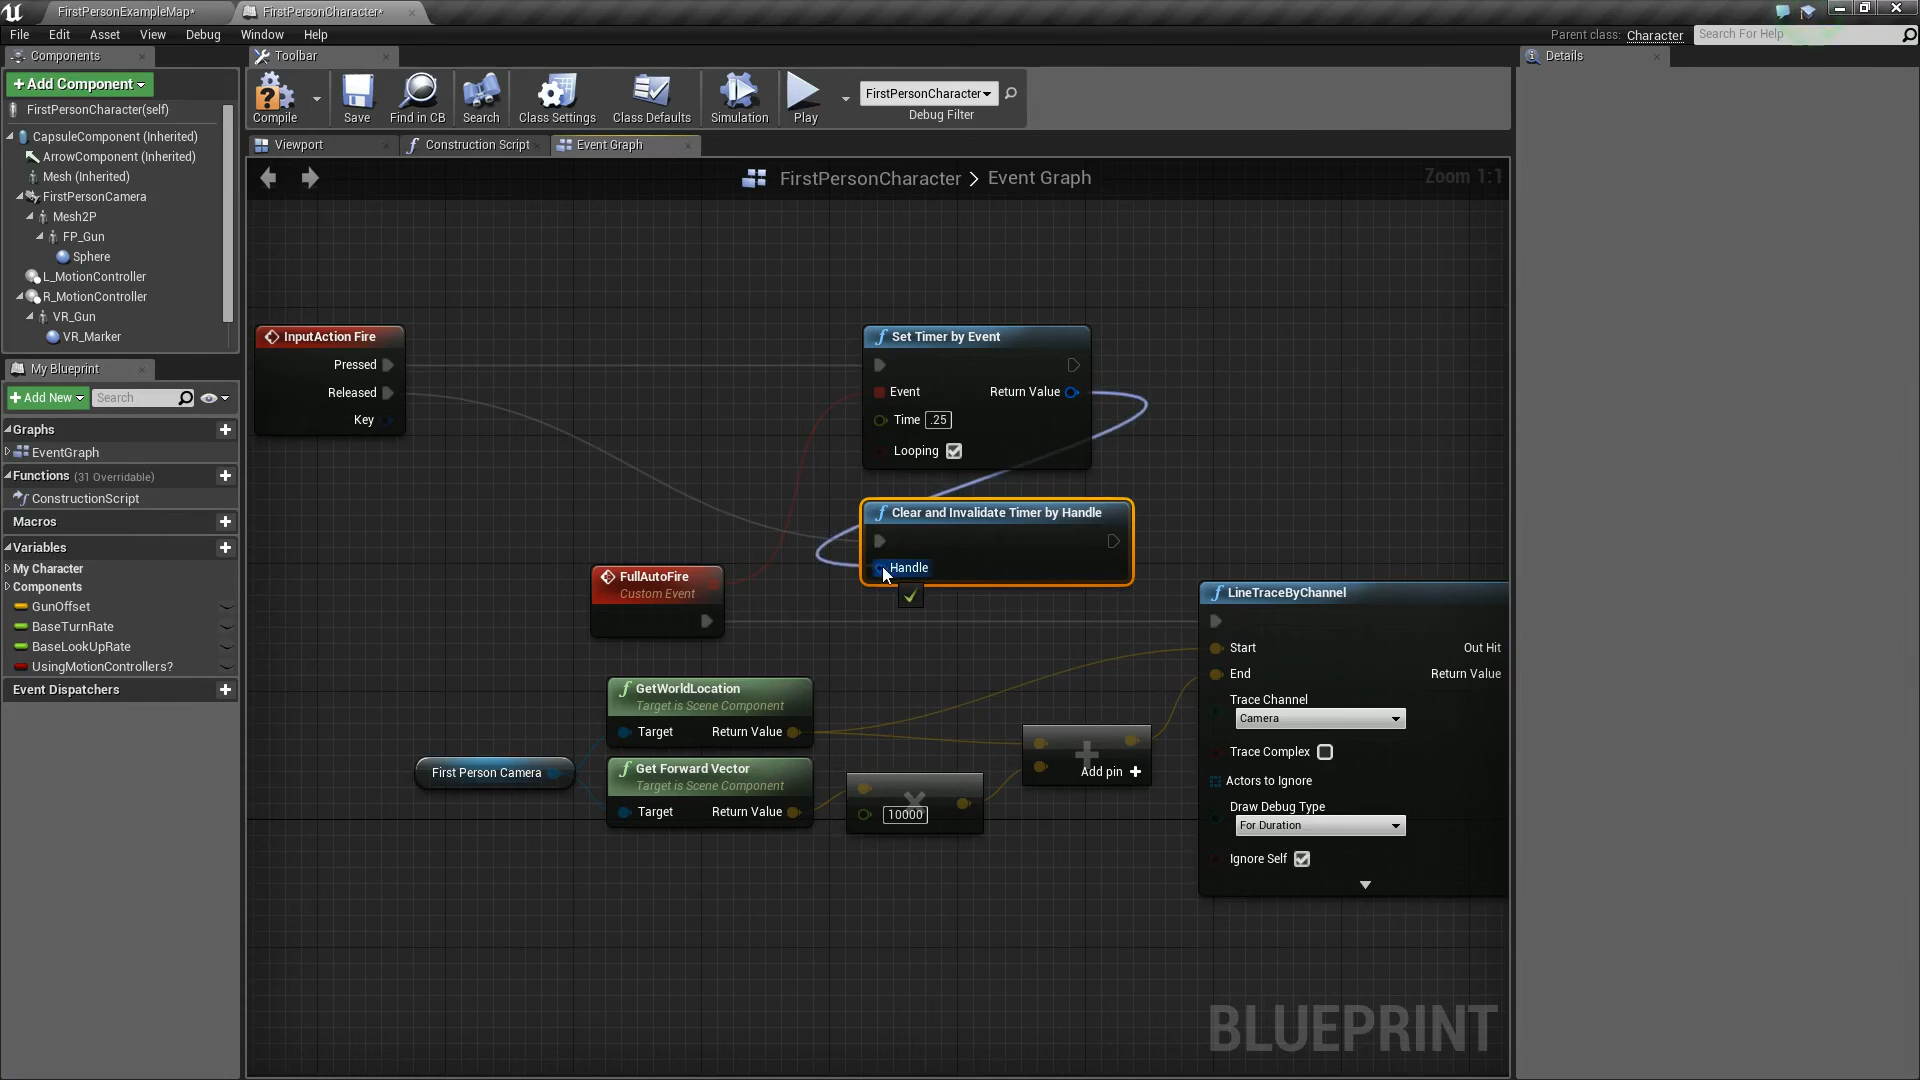 FirstPersonExampleMap*
FirstPersonCharacter*
File Edit Asset View Debug Window Help
Parent class: Character
Search For Help
Components
Toolbar
Details
+Add Component
FirstPersonCharacter(self)
CapsuleComponent (Inherited)
ArrowComponent (Inherited)
Mesh (Inherited)
FirstPersonCamera
Mesh2P
FP_Gun
Sphere
L_MotionController
R_MotionController
VR_Gun
VR_Marker
Compile
Save
Find in CB
Search
Class Settings
Class Defaults
Simulation
Play
FirstPersonCharacter
Debug Filter
Viewport
Construction Script
Event Graph
FirstPersonCharacter > Event Graph
Zoom 1:1
My Blueprint
+Add New
Search
Graphs
EventGraph
Functions (31 Overridable)
ConstructionScript
Macros
Variables
My Character
Components
GunOffset
BaseTurnRate
BaseLookUpRate
UsingMotionControllers?
Event Dispatchers
InputAction Fire
Pressed
Released
Key
Set Timer by Event
Event
Return Value
Time .25
Looping
Clear and Invalidate Timer by Handle
Handle
FullAutoFire
Custom Event
GetWorldLocation
Target is Scene Component
Target
Return Value
First Person Camera
Get Forward Vector
Target is Scene Component
Target
Return Value
10000
Add pin +
LineTraceByChannel
Start
Out Hit
End
Return Value
Trace Channel
Camera
Trace Complex
Actors to Ignore
Draw Debug Type
For Duration
Ignore Self
BLUEPRINT